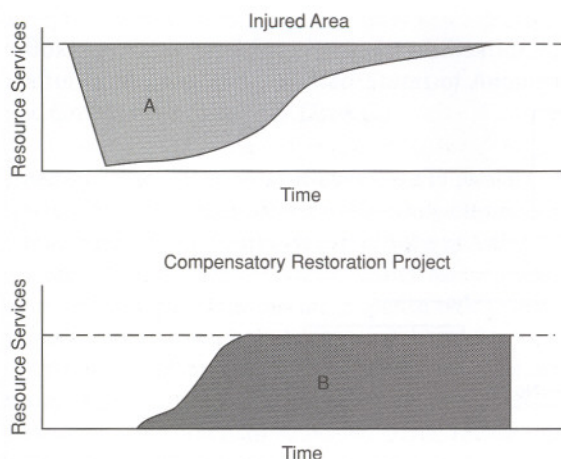 Injured Area
Resource Services
A
Time
Compensatory Restoration Project
Resource Services
B
Time